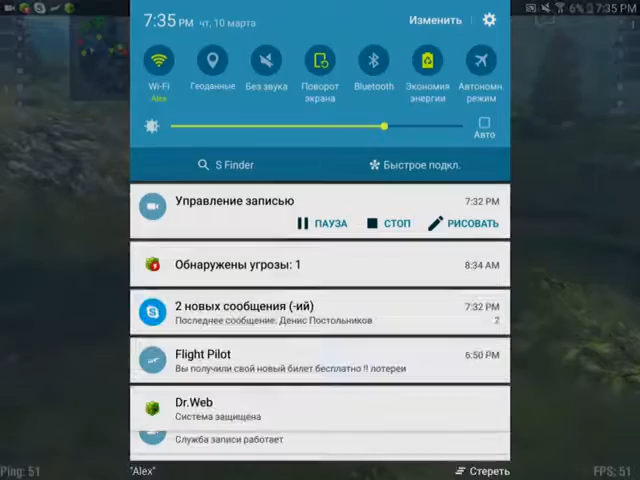 6% 7:35 PM
7:35 PM чт, 10 марта Изменить
Wi-Fi Геоданные Без звука Поворот экрана Bluetooth Экономия энергии Автономн. режим
Alex
Авто
S Finder Быстрое подкл.
Управление записью 7:32 PM
ПАУЗА СТОП РИСОВАТЬ
Обнаружены угрозы: 1 8:34 AM
2 новых сообщения (-ий) 7:32 PM
Последнее сообщение: Денис Постольников 2
Flight Pilot 6:50 PM
Вы получили свой новый билет бесплатно !! лотереи
Dr.Web
Система защищена
Служба записи работает
Ping: 51 "Alex" Стереть FPS: 51